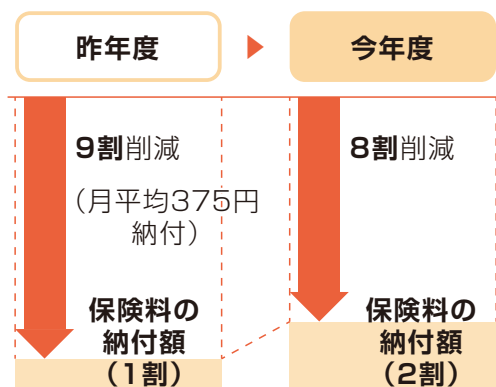 昨年度
今年度
9割削減
（月平均375円
納付）
保険料の
納付額
（1割）
8割削減
保険料の
納付額
（2割）